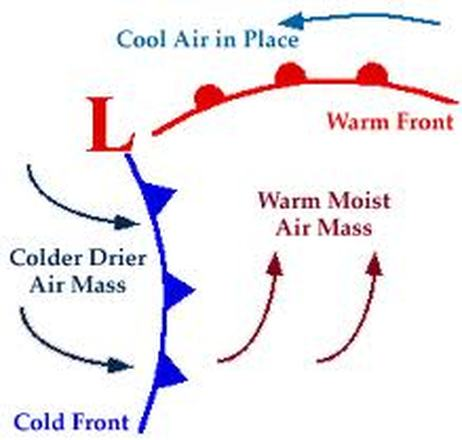 Cool Air in Place
L
Warm Front
Warm Moist
Air Mass
Colder Drier
Air Mass
Cold Front